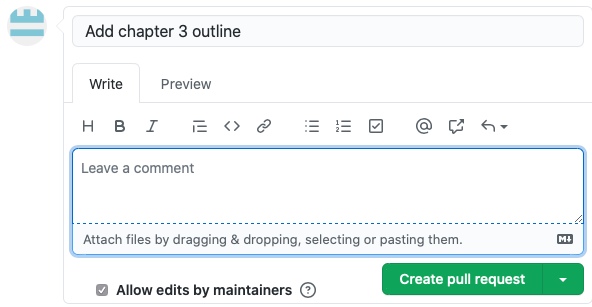 Add chapter 3 outline
Write Preview
H B I
Leave a comment
Attach files by dragging & dropping, selecting or pasting them.
Allow edits by maintainers ?
Create pull request